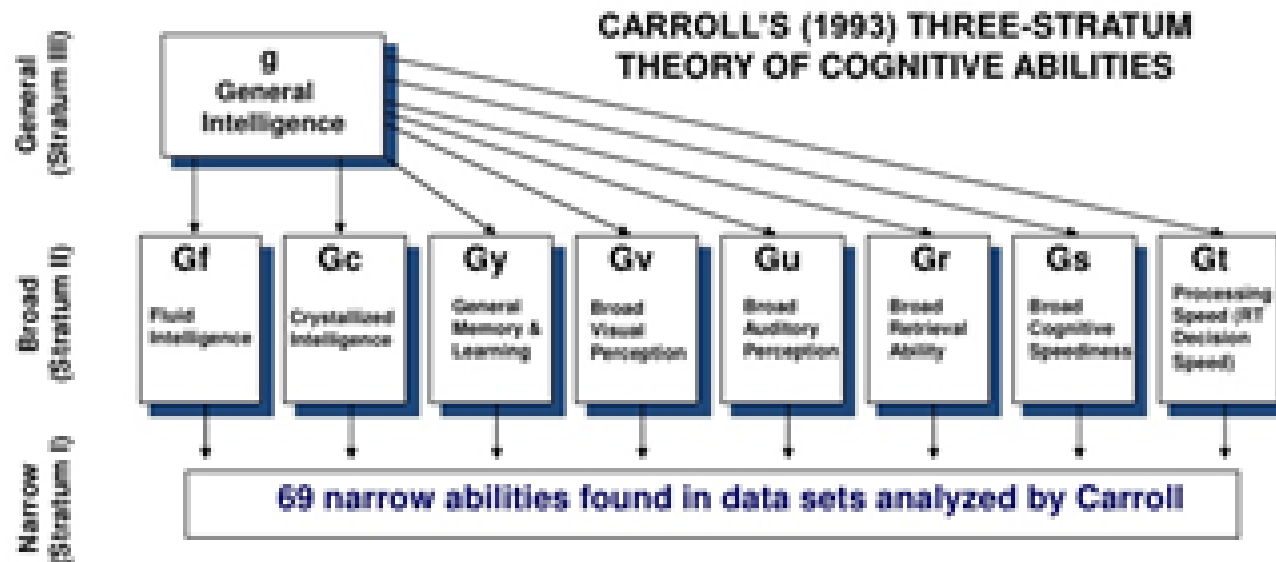 CARROLL'S (1993) THREE-STRATUM
THEORY OF COGNITIVE ABILITIES
General
(Stratum III)
g
General
Intelligence
Broad
(Stratum II)
Gf
Fluid
Intelligence
Gc
Crystallized
Intelligence
Gy
General
Memory &
Learning
Gv
Broad
Visual
Perception
Gu
Broad
Auditory
Perception
Gr
Broad
Retrieval
Ability
Gs
Broad
Cognitive
Speediness
Gt
Processing
Speed (RT
Decision
Speed)
Narrow
(Stratum I)
69 narrow abilities found in data sets analyzed by Carroll